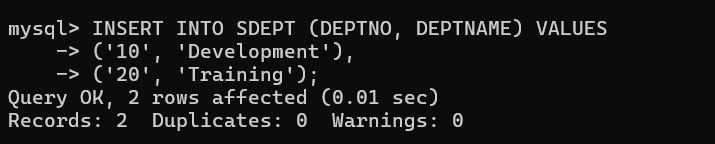 mysql> INSERT INTO SDEPT (DEPTNO, DEPTNAME) VALUES
    -> ('10', 'Development'),
    -> ('20', 'Training');
Query OK, 2 rows affected (0.01 sec)
Records: 2  Duplicates: 0  Warnings: 0